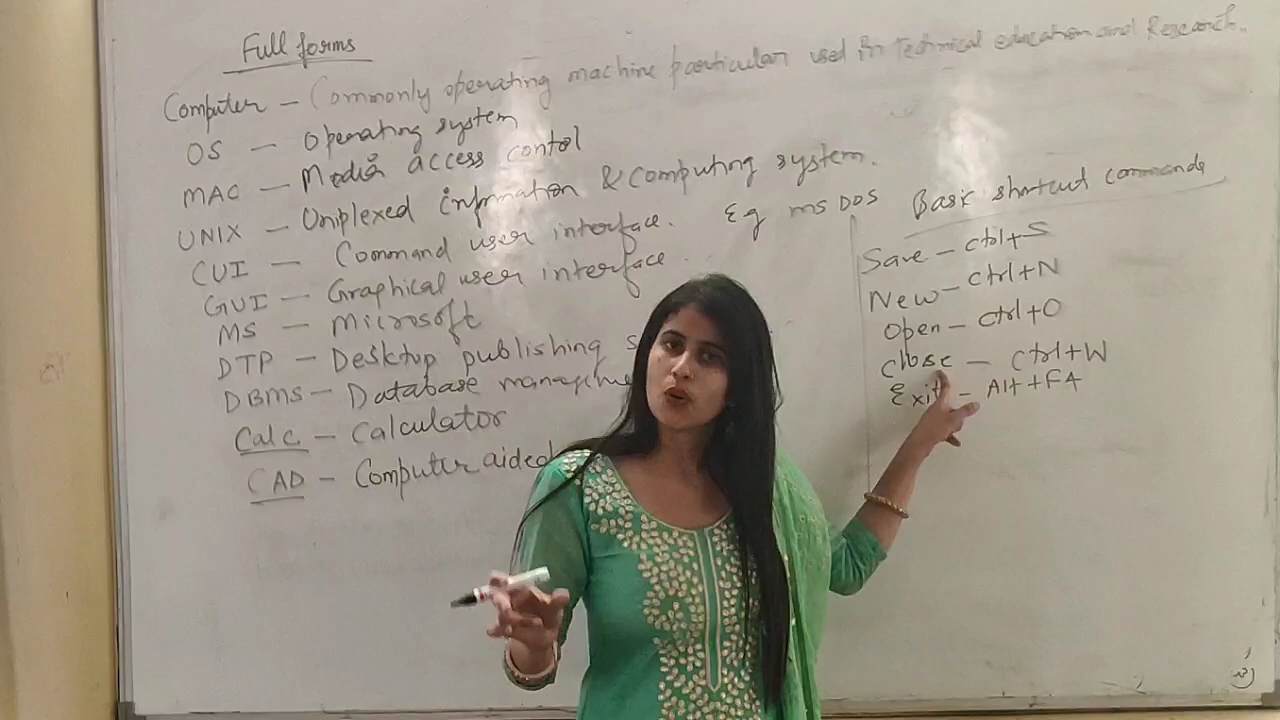 Full forms
Computer – Commonly operating machine particular used in Technical education and Research.
OS – Operating system
MAC – Media access contol
UNIX – Uniplexed information & computing system.
CUI – Command user interface. Eg MS DOS
GUI – Graphical user interface.
MS – Microsoft
DTP – Desktop publishing
DBMS – Database
Calc – Calculator
CAD – Computer aided
Basic shortcut commands
Save – ctrl+S
New – ctrl+N
Open – ctrl+O
Close – ctrl+W
Exit – Alt+F4